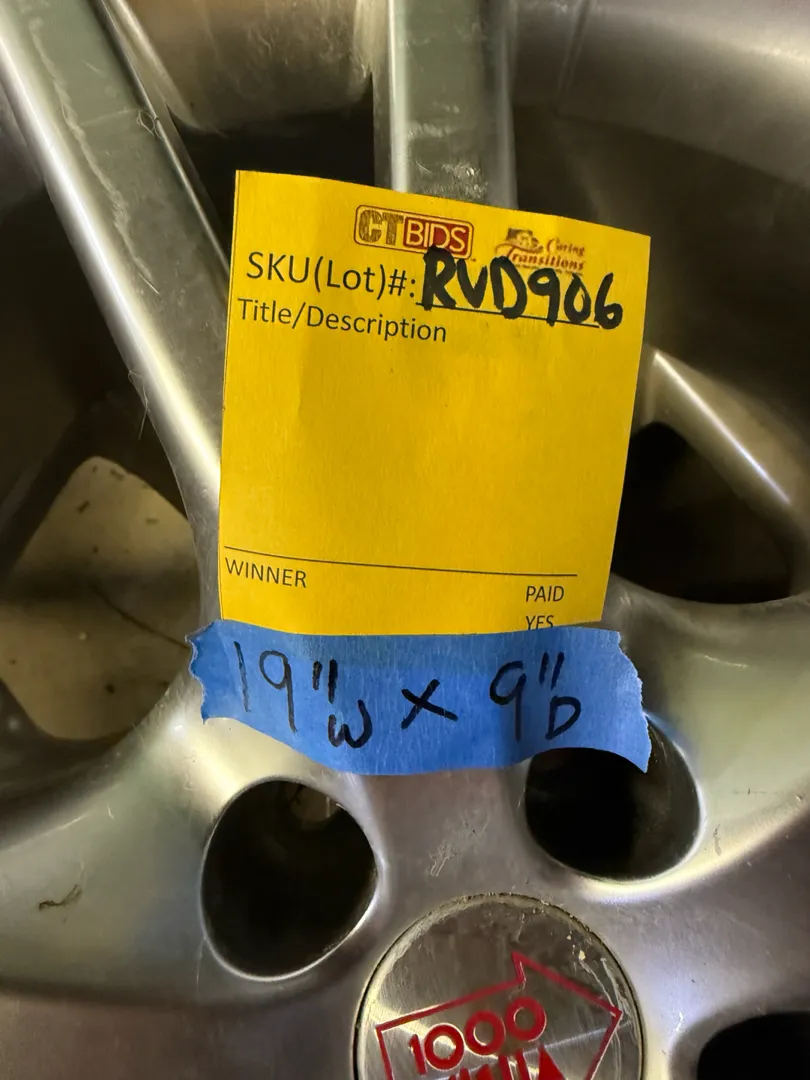 CTBIDS
Caring
Transitions
SKU(Lot)#: RVD906
Title/Description
WINNER
PAID
YES
19"W X 9"D
1000